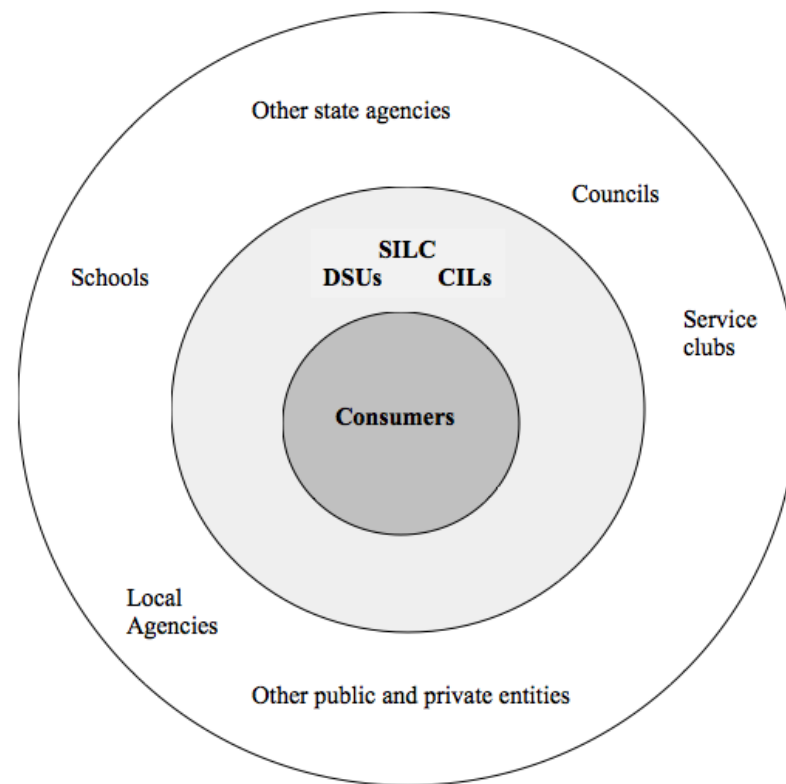 Other state agencies
Councils
SILC
DSUs CILs
Schools
Service
clubs
Consumers
Local
Agencies
Other public and private entities